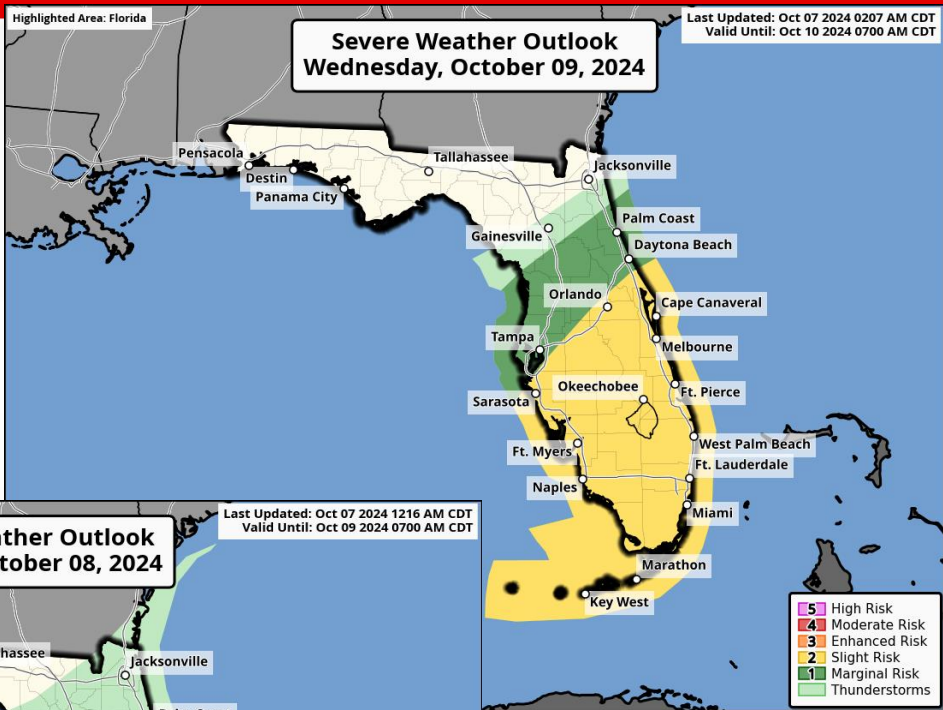 Highlighted Area: Florida
Severe Weather Outlook
Wednesday, October 09, 2024
Last Updated: Oct 07 2024 0207 AM CDT
Valid Until: Oct 10 2024 0700 AM CDT
Pensacola
Tallahassee
Jacksonville
Destin
Panama City
Palm Coast
Gainesville
Daytona Beach
Orlando
Cape Canaveral
Tampa
Melbourne
Okeechobee
Ft. Pierce
Sarasota
West Palm Beach
Ft. Myers
Ft. Lauderdale
Naples
Miami
Marathon
Key West
5 High Risk
4 Moderate Risk
3 Enhanced Risk
2 Slight Risk
1 Marginal Risk
Thunderstorms
ther Outlook
tober 08, 2024
Last Updated: Oct 07 2024 1216 AM CDT
Valid Until: Oct 09 2024 0700 AM CDT
hassee
Jacksonville